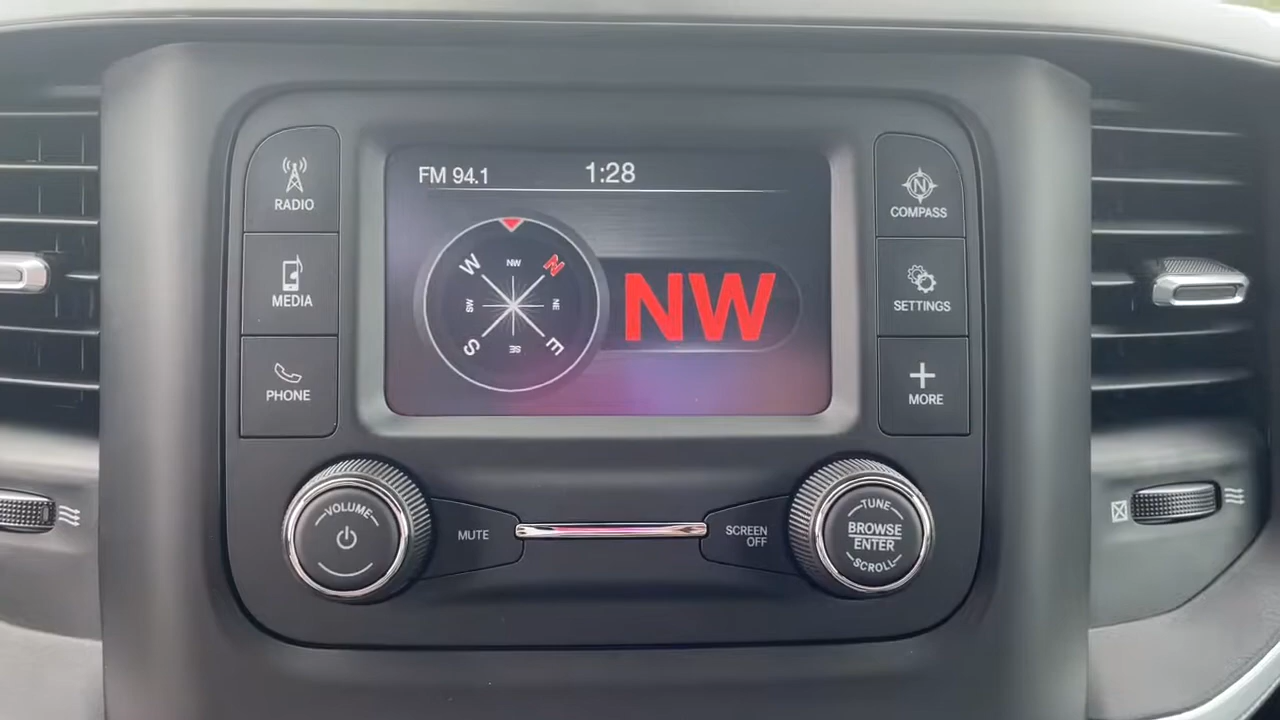 RADIO
MEDIA
PHONE
FM 94.1
1:28
NW
N
W
NE
SW
E
S
SE
NW
N
COMPASS
SETTINGS
MORE
VOLUME
MUTE
SCREEN
OFF
TUNE
BROWSE
ENTER
SCROLL